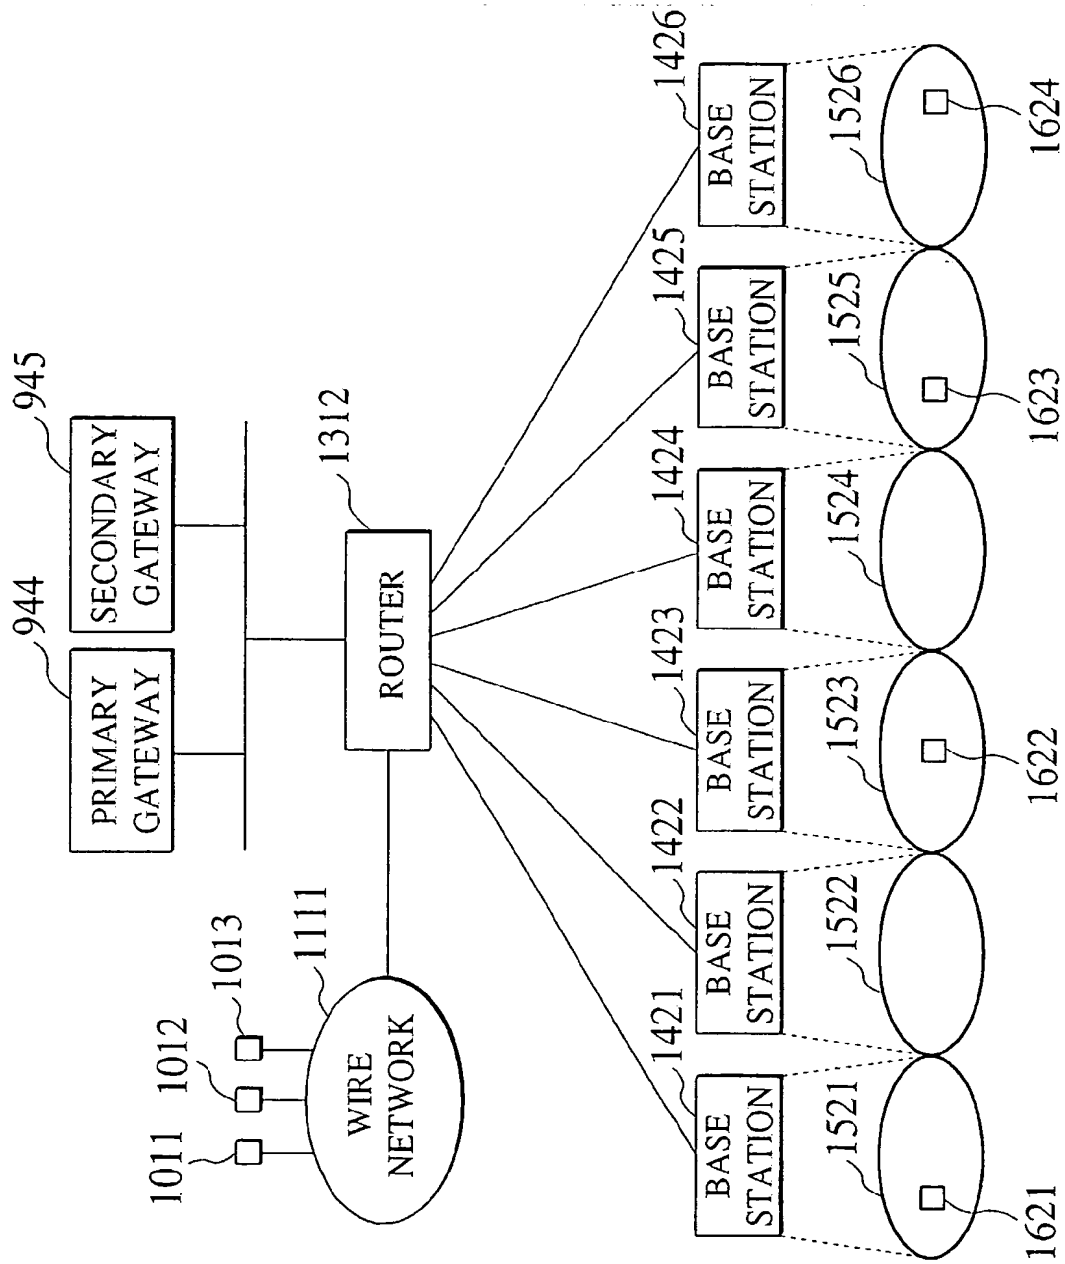 944
PRIMARY
GATEWAY
945
SECONDARY
GATEWAY
1011
1012
1013
1111
WIRE
NETWORK
1312
ROUTER
1421
BASE
STATION
1422
BASE
STATION
1423
BASE
STATION
1424
BASE
STATION
1425
BASE
STATION
1426
BASE
STATION
1521
1522
1523
1524
1525
1526
1621
1622
1623
1624